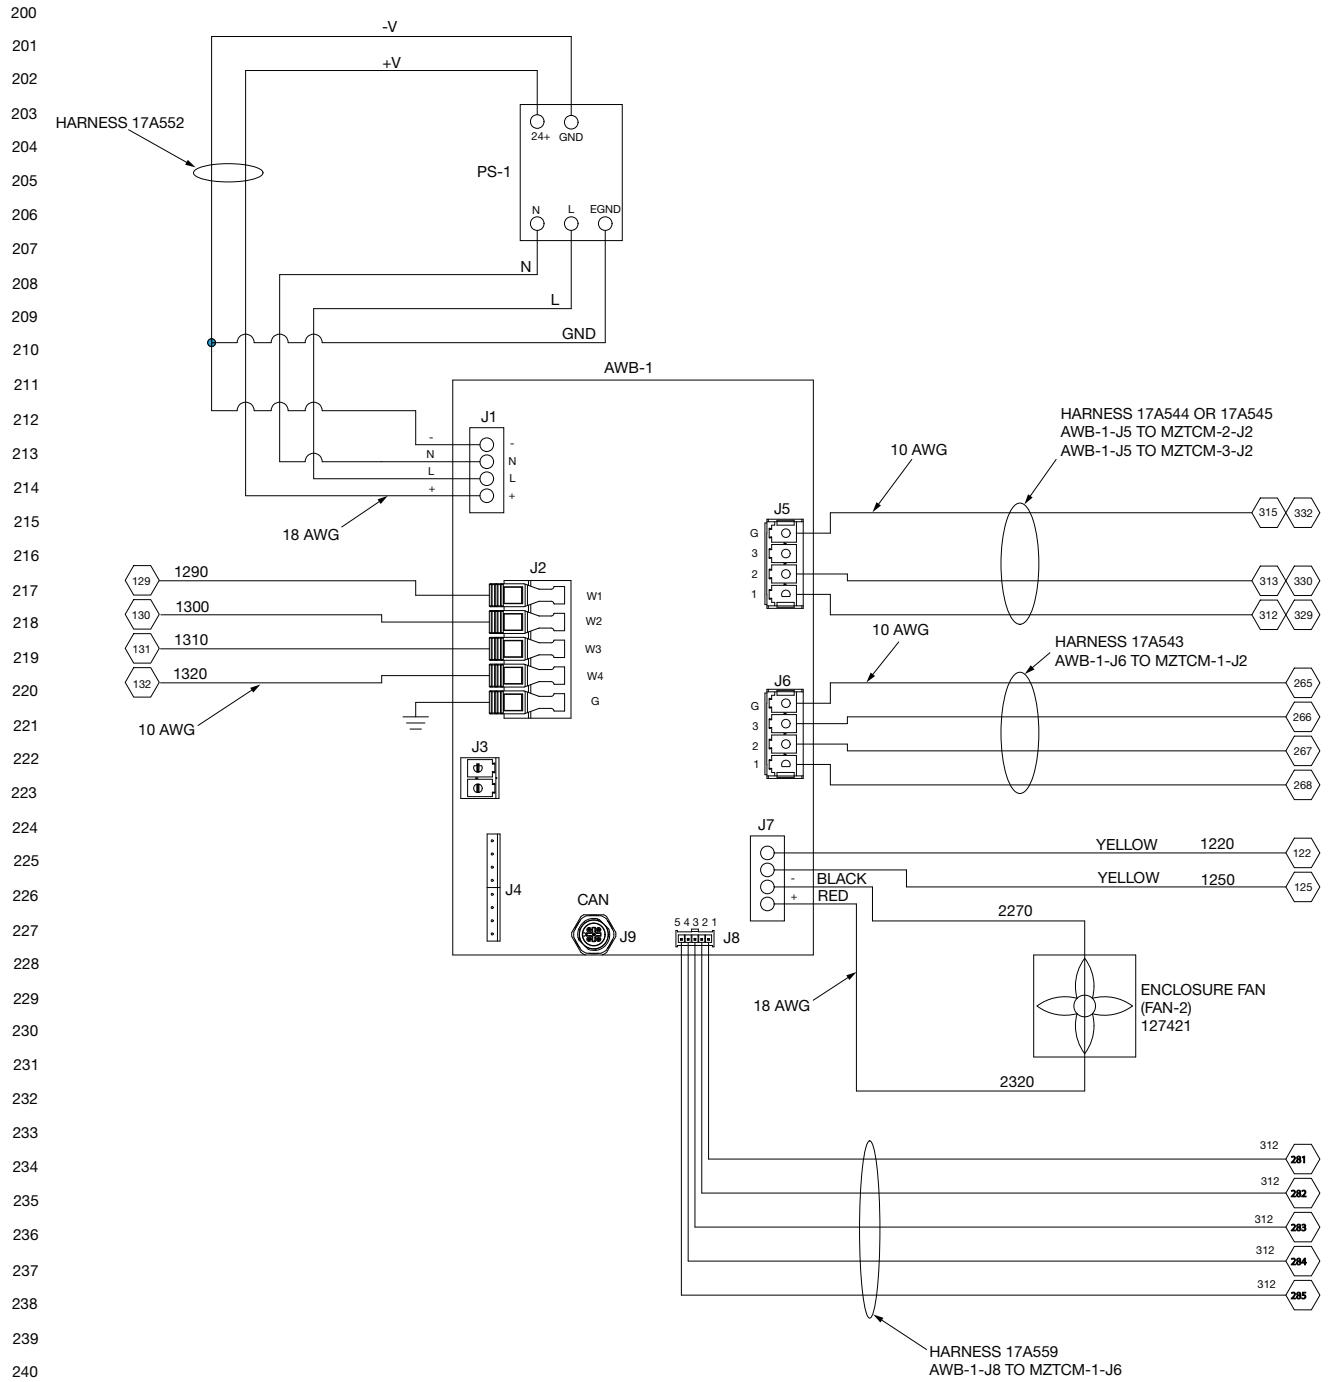 200
-V
201
+V
202
203
HARNESS 17A552
24+ GND
204
PS-1
205
N L EGND
206
207
N
208
L
209
GND
210
AWB-1
211
J1
212
HARNESS 17A544 OR 17A545
AWB-1-J5 TO MZTCM-2-J2
AWB-1-J5 TO MZTCM-3-J2
- -
213
N N
10 AWG
L L
214
+ +
J5
315 332
215
18 AWG
G
216
3
J2
2
313 330
129 1290
217
W1
1
312 329
130 1300
218
W2
10 AWG
HARNESS 17A543
AWB-1-J6 TO MZTCM-1-J2
131 1310
219
W3
132 1320
W4
J6
265
220
G
G
10 AWG
221
3
266
J3
2
267
222
1
268
223
224
J7
YELLOW 1220 122
225
- BLACK
YELLOW 1250 125
J4
226
+ RED
CAN
2270
227
5 4 3 2 1
J9
J8
228
18 AWG
229
ENCLOSURE FAN
(FAN-2)
127421
230
231
2320
232
233
312
281
234
312
282
235
312
283
236
312
284
237
312
285
238
239
HARNESS 17A559
AWB-1-J8 TO MZTCM-1-J6
240